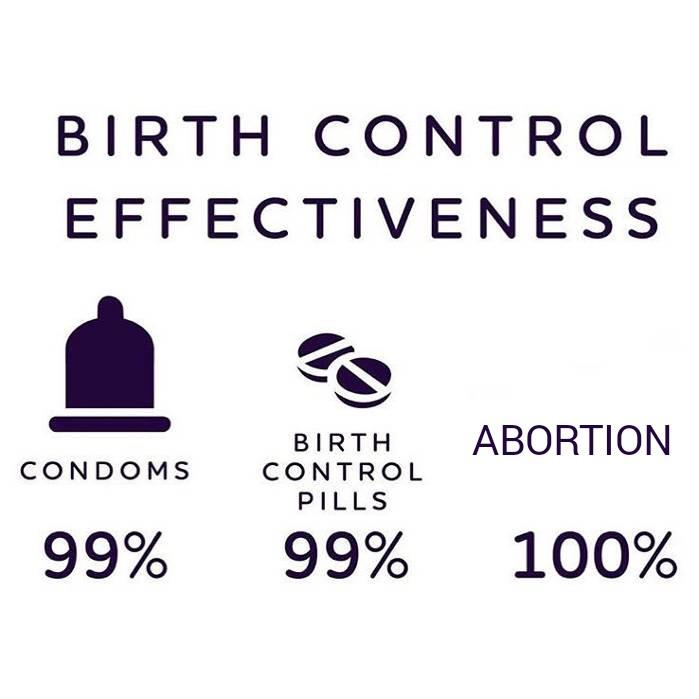 BIRTH CONTROL
EFFECTIVENESS
CONDOMS
99%
BIRTH
CONTROL
PILLS
99%
ABORTION
100%